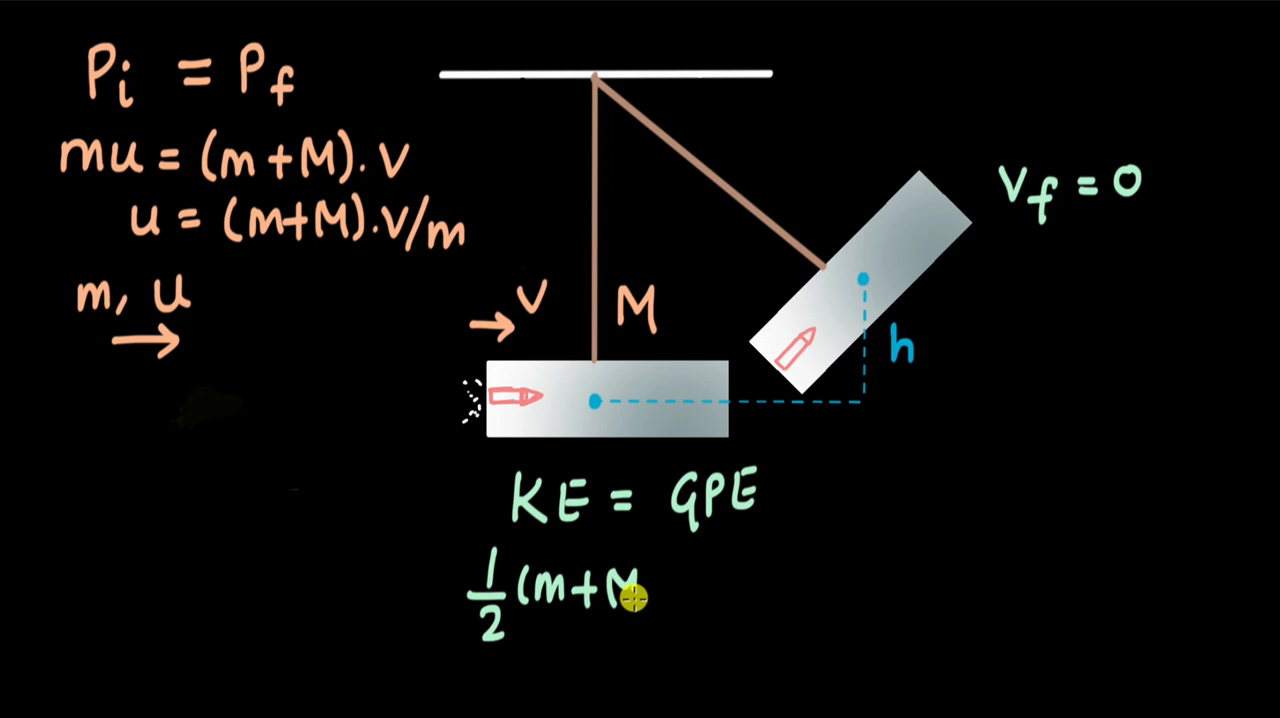 Pi = Pf
mu = (m+M).V
u = (m+M).V/m
m, u
V
M
Vf = 0
h
KE = GPE
1/2 (m+M